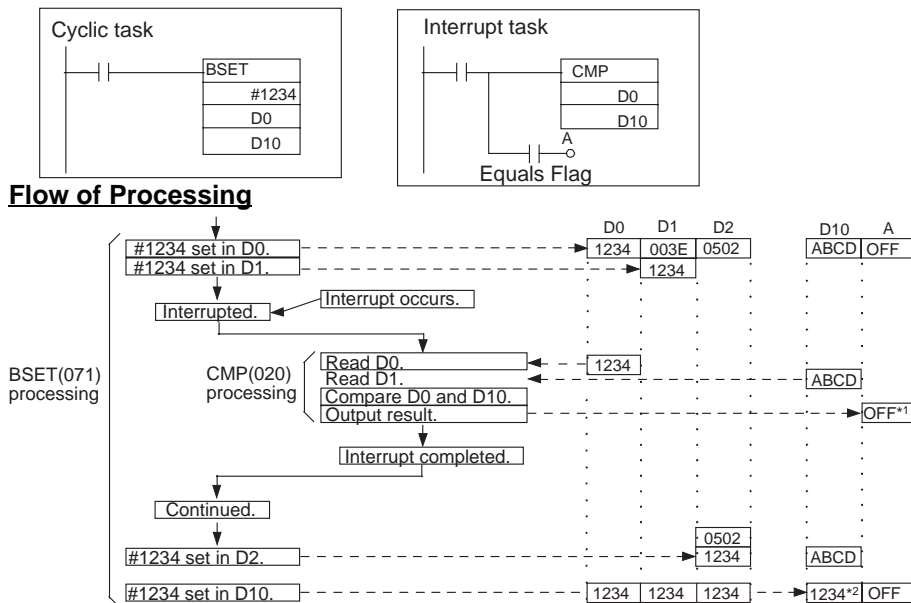 Cyclic task
BSET
#1234
D0
D10
Interrupt task
CMP
D0
D10
A
Equals Flag
Flow of Processing
D0 D1 D2 D10 A
#1234 set in D0. 1234 003E 0502 ABCD OFF
#1234 set in D1. 1234
Interrupted. Interrupt occurs.
BSET(071)
processing
CMP(020)
processing
Read D0. 1234
Read D1. ABCD
Compare D0 and D10.
Output result. OFF*1
Interrupt completed.
Continued.
0502
#1234 set in D2. 1234 ABCD
#1234 set in D10. 1234 1234 1234 1234*2 OFF